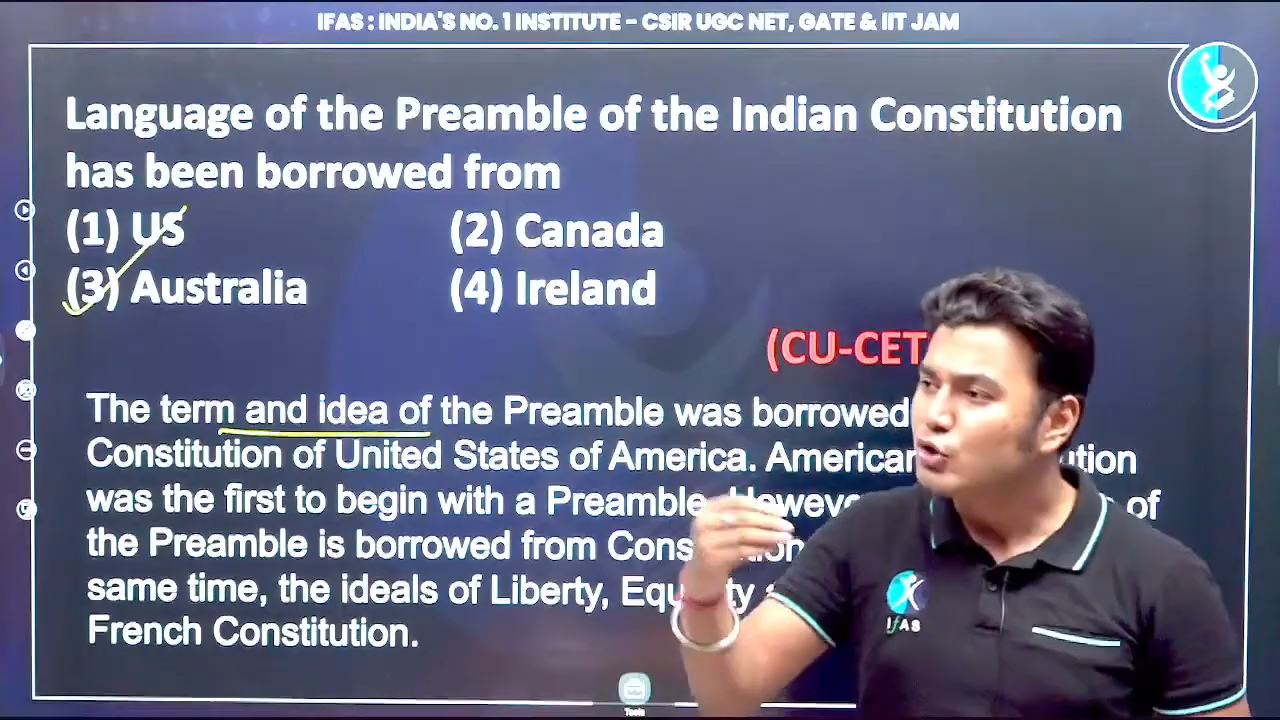 IFAS : INDIA'S NO. 1 INSTITUTE - CSIR UGC NET, GATE & IIT JAM
Language of the Preamble of the Indian Constitution
has been borrowed from
(1) US (2) Canada
(3) Australia (4) Ireland
(CU-CET
The term and idea of the Preamble was borrowed
Constitution of United States of America. American
was the first to begin with a Preamble. However of
the Preamble is borrowed from
same time, the ideals of Liberty,
French Constitution.
IFAS
Tools